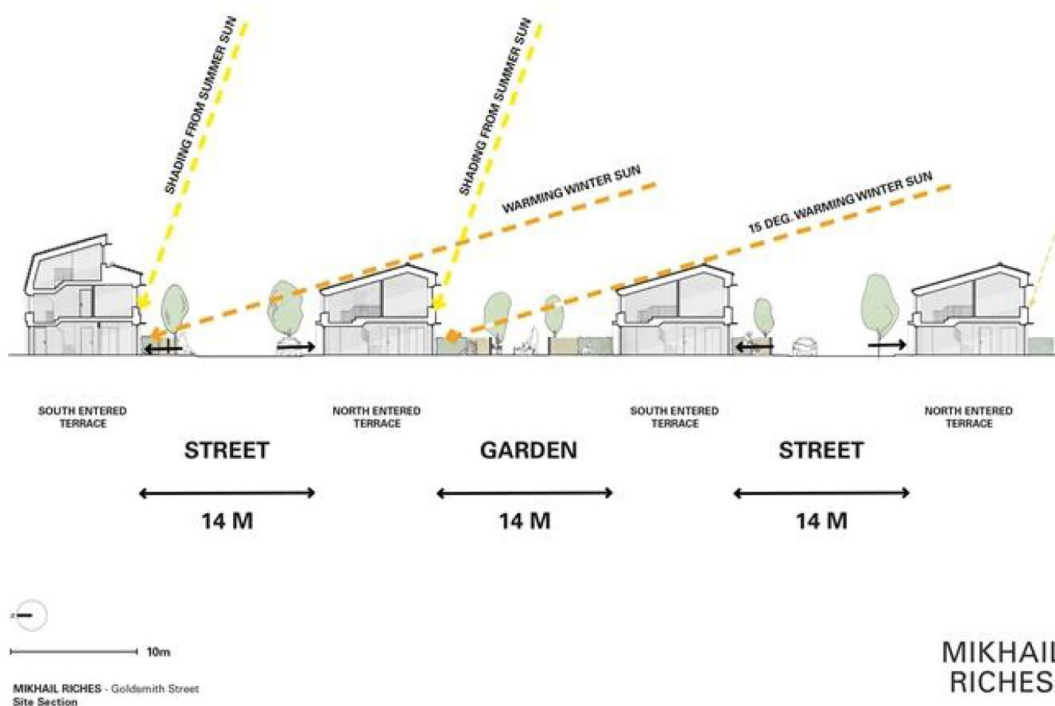 SHADING FROM SUMMER SUN
SHADING FROM SUMMER SUN
WARMING WINTER SUN
15 DEG. WARMING WINTER SUN
SOUTH ENTERED
TERRACE
NORTH ENTERED
TERRACE
SOUTH ENTERED
TERRACE
NORTH ENTERED
TERRACE
STREET
GARDEN
STREET
14 M
14 M
14 M
10m
MIKHAIL RICHES - Goldsmith Street
Site Section
MIKHAIL
RICHES